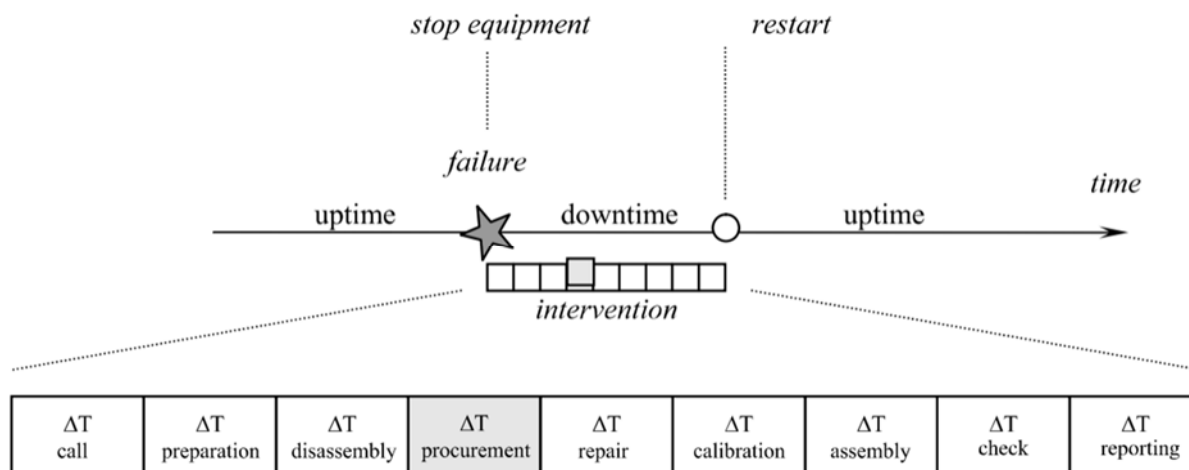 stop equipment restart
failure
time
uptime downtime uptime
intervention
ΔT ΔT ΔT ΔT ΔT ΔT ΔT ΔT ΔT
call preparation disassembly procurement repair calibration assembly check reporting